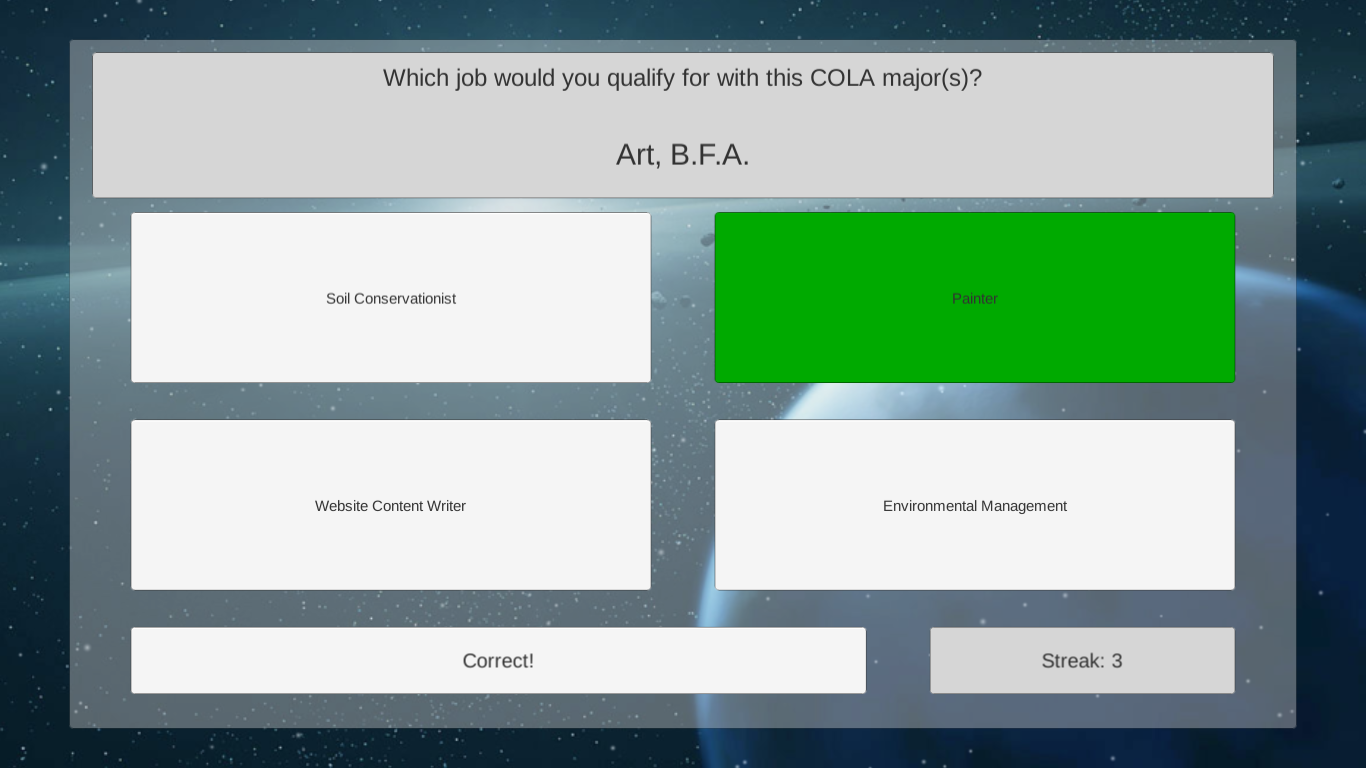 Which job would you qualify for with this COLA major(s)?
Art, B.F.A.
Soil Conservationist
Painter
Website Content Writer
Environmental Management
Correct!
Streak: 3